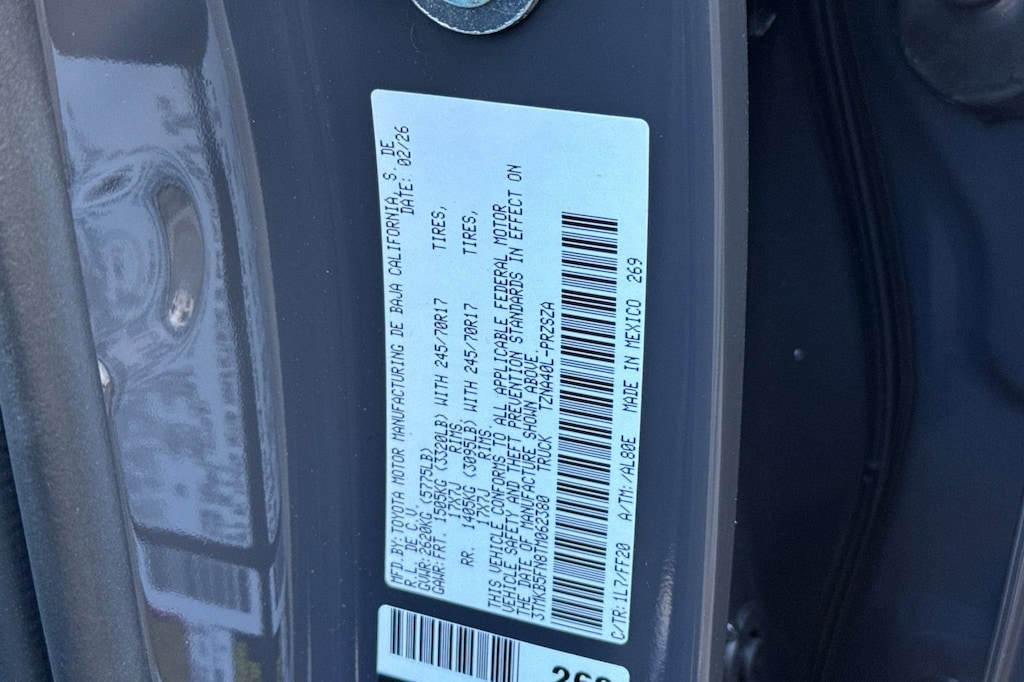 MFD.BY: TOYOTA MOTOR MANUFACTURING DE BAJA CALIFORNIA, S. DE
R.L. DE C.V. DATE: 02/26
GVWR: 2620KG (5775LB)
GAWR: FRT. 1505KG (3320LB) WITH 245/70R17 TIRES,
17X7J RIMS.
RR. 1405KG (3095LB) WITH 245/70R17 TIRES,
17X7J RIMS.
THIS VEHICLE CONFORMS TO ALL APPLICABLE FEDERAL MOTOR
VEHICLE SAFETY AND THEFT PREVENTION STANDARDS IN EFFECT ON
THE DATE OF MANUFACTURE SHOWN ABOVE.
3TMKB5FN8TM062380 TRUCK TZNA40L-PRZSZA
C/TR: 1L7/FF20 A/TM: /AL80E MADE IN MEXICO 269